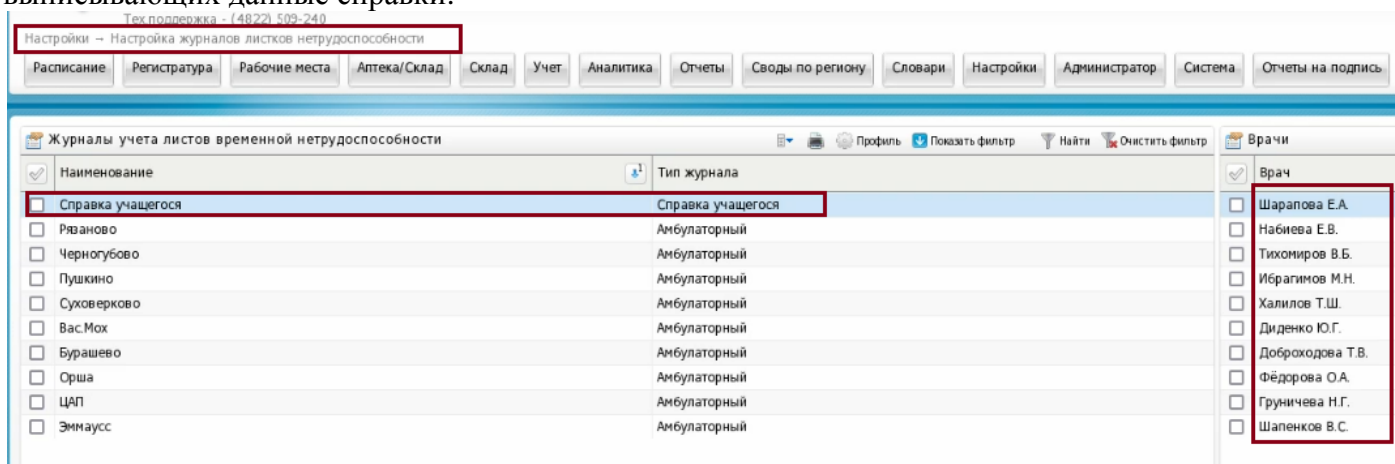 выписывающих данные справки.
Тех.поддержка - (4822) 509-240
Настройки → Настройка журналов листков нетрудоспособности
Расписание Регистратура Рабочие места Аптека/Склад Склад Учет Аналитика Отчеты Своды по региону Словари Настройки Администратор Система Отчеты на подпись
Журналы учета листов временной нетрудоспособности Профиль Показать фильтр Найти Очистить фильтр Врачи
Наименование 1 Тип журнала Врач
Справка учащегося Справка учащегося Шарапова Е.А.
Рязаново Амбулаторный Набиева Е.В.
Черногубово Амбулаторный Тихомиров В.Б.
Пушкино Амбулаторный Ибрагимов М.Н.
Суховерково Амбулаторный Халилов Т.Ш.
Вас.Мох Амбулаторный Диденко Ю.Г.
Бурашево Амбулаторный Доброходова Т.В.
Орша Амбулаторный Фёдорова О.А.
ЦАП Амбулаторный Груничева Н.Г.
Эммаусс Амбулаторный Шапенков В.С.